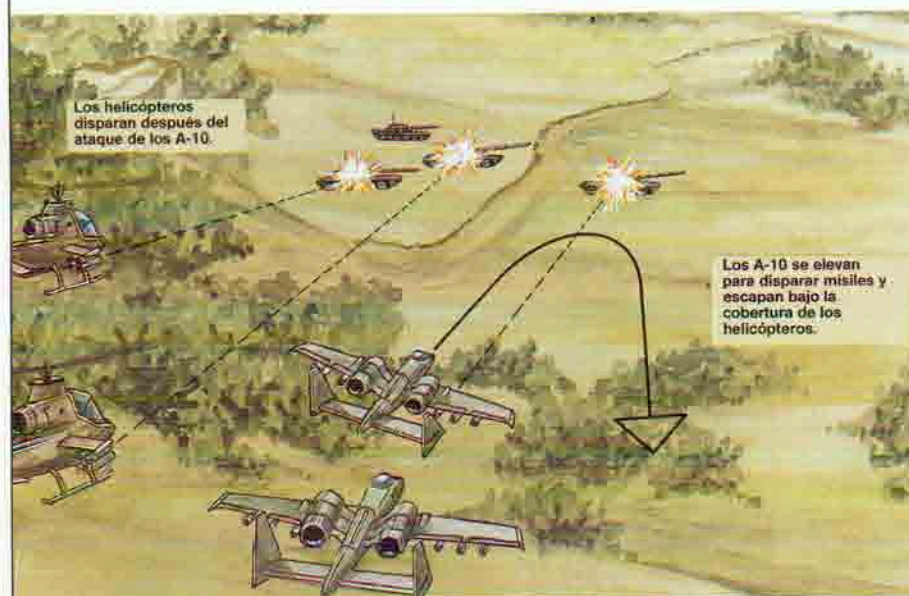 Los helicópteros
disparan después del
ataque de los A-10.
Los A-10 se elevan
para disparar misiles y
escapan bajo la
cobertura de los
helicópteros.